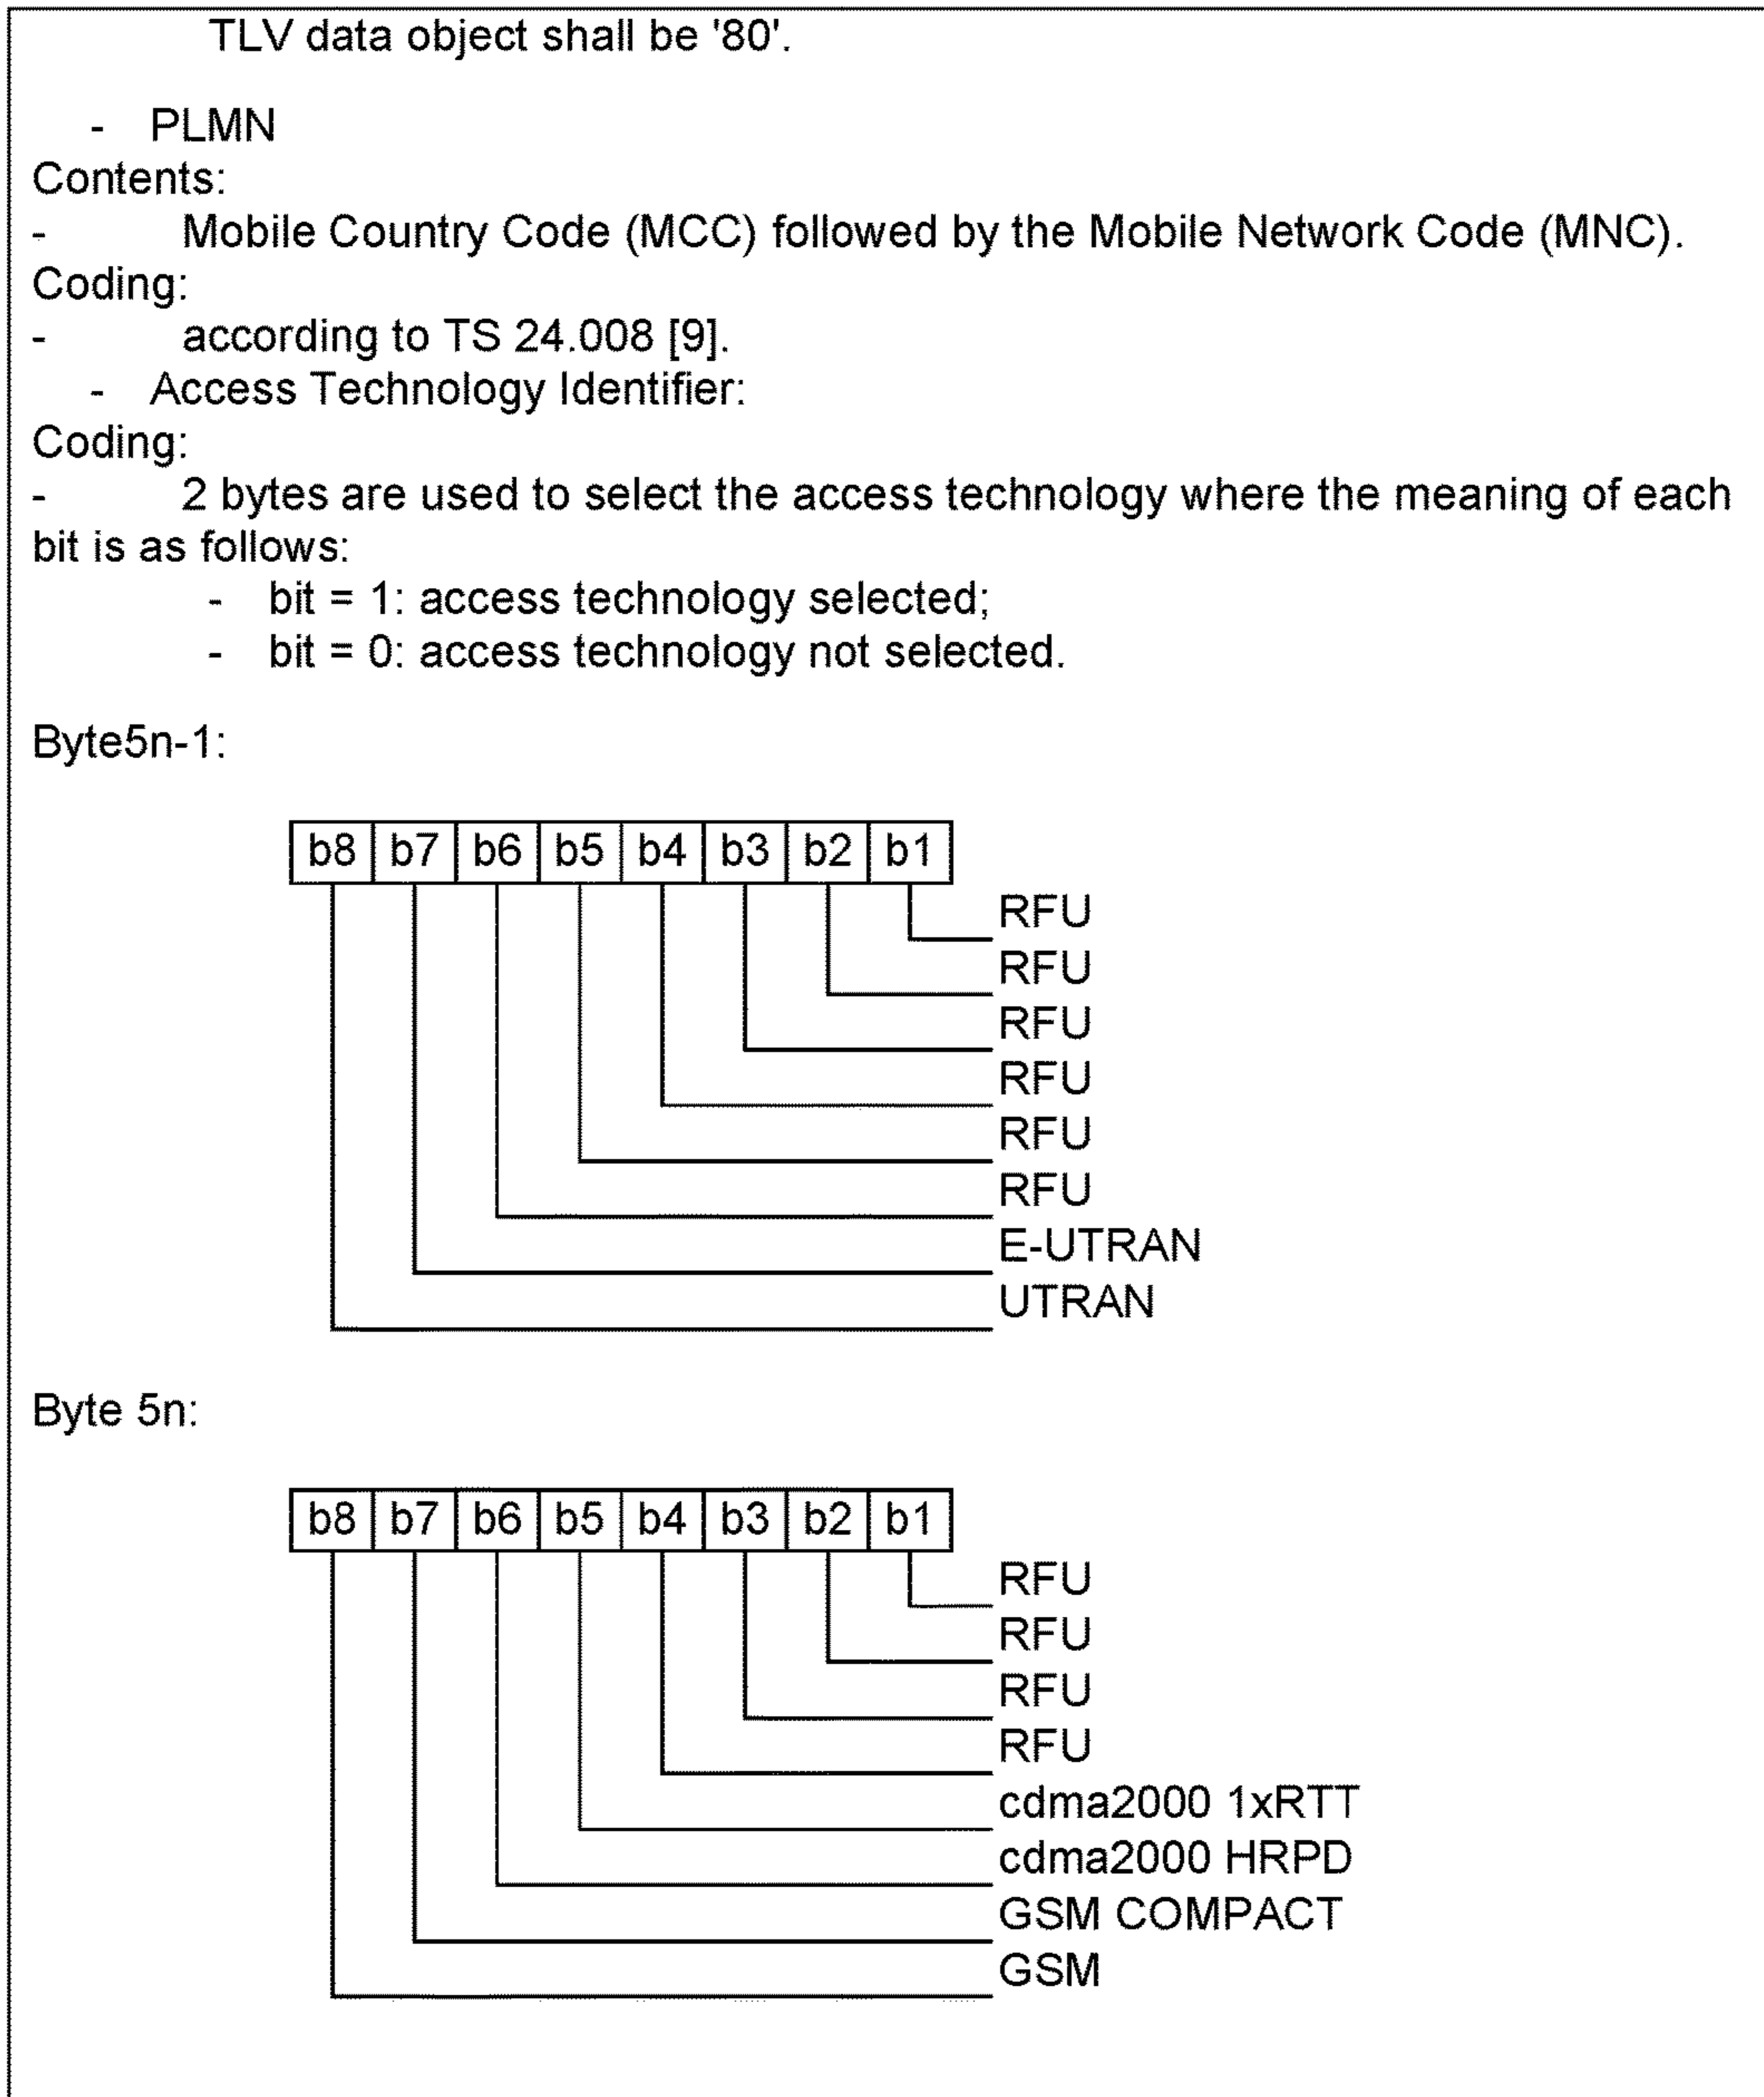 TLV data object shall be '80'.
- PLMN
Contents:
- Mobile Country Code (MCC) followed by the Mobile Network Code (MNC).
Coding:
- according to TS 24.008 [9].
- Access Technology Identifier:
Coding:
- 2 bytes are used to select the access technology where the meaning of each
bit is as follows:
- bit = 1: access technology selected;
- bit = 0: access technology not selected.
Byte5n-1:
b8 b7 b6 b5 b4 b3 b2 b1
RFU
RFU
RFU
RFU
RFU
RFU
E-UTRAN
UTRAN
Byte 5n:
b8 b7 b6 b5 b4 b3 b2 b1
RFU
RFU
RFU
RFU
cdma2000 1xRTT
cdma2000 HRPD
GSM COMPACT
GSM